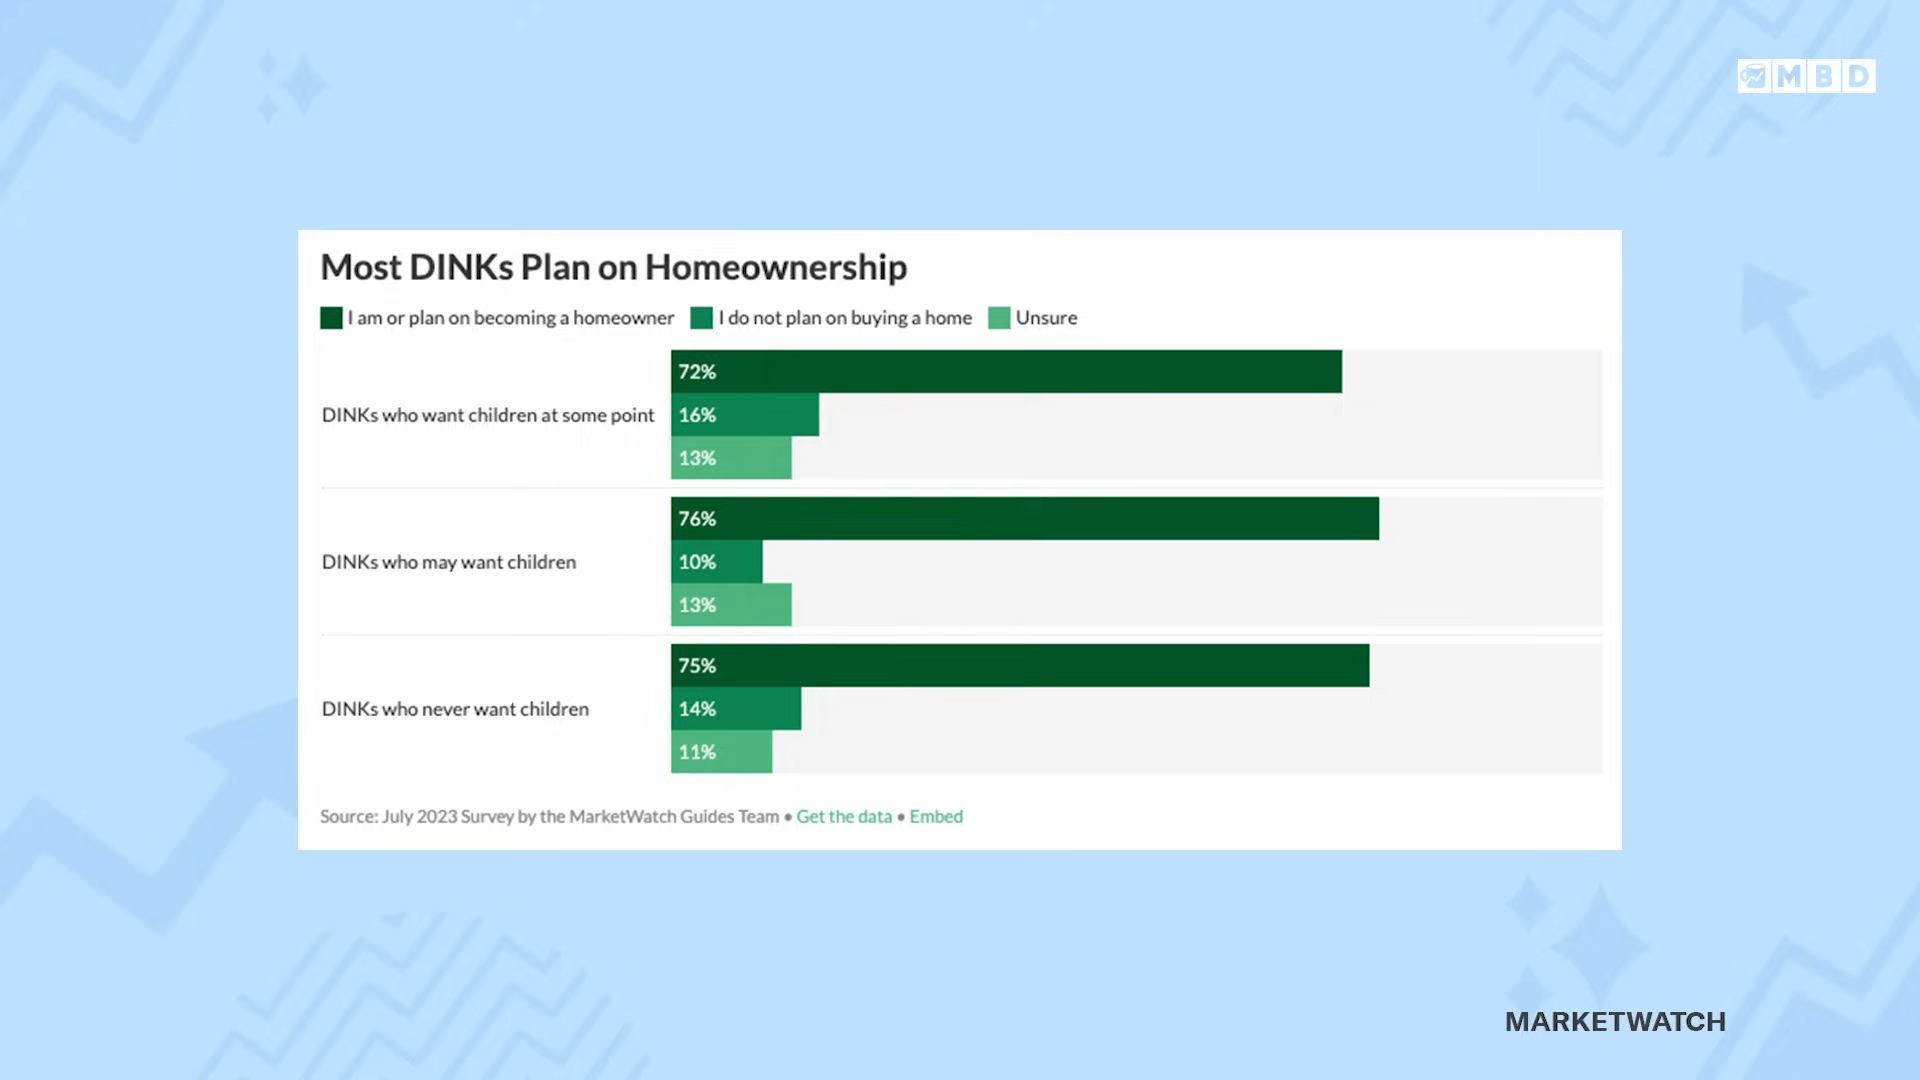 MBD
Most DINKs Plan on Homeownership
I am or plan on becoming a homeowner I do not plan on buying a home Unsure
72%
DINKs who want children at some point 16%
13%
76%
DINKs who may want children 10%
13%
75%
DINKs who never want children 14%
11%
Source: July 2023 Survey by the MarketWatch Guides Team • Get the data • Embed
MARKETWATCH